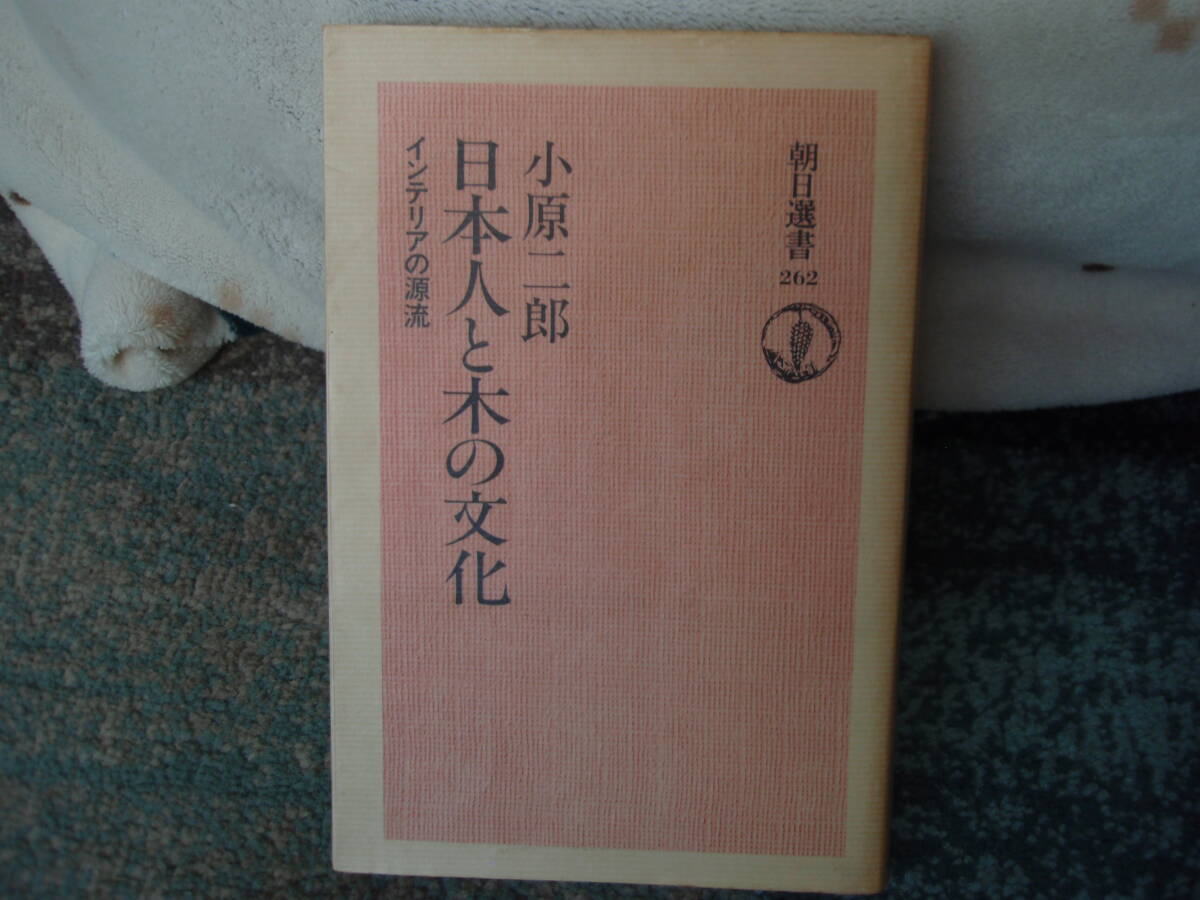 朝日選書
262
小原二郎
日本人と木の文化
インテリアの源流